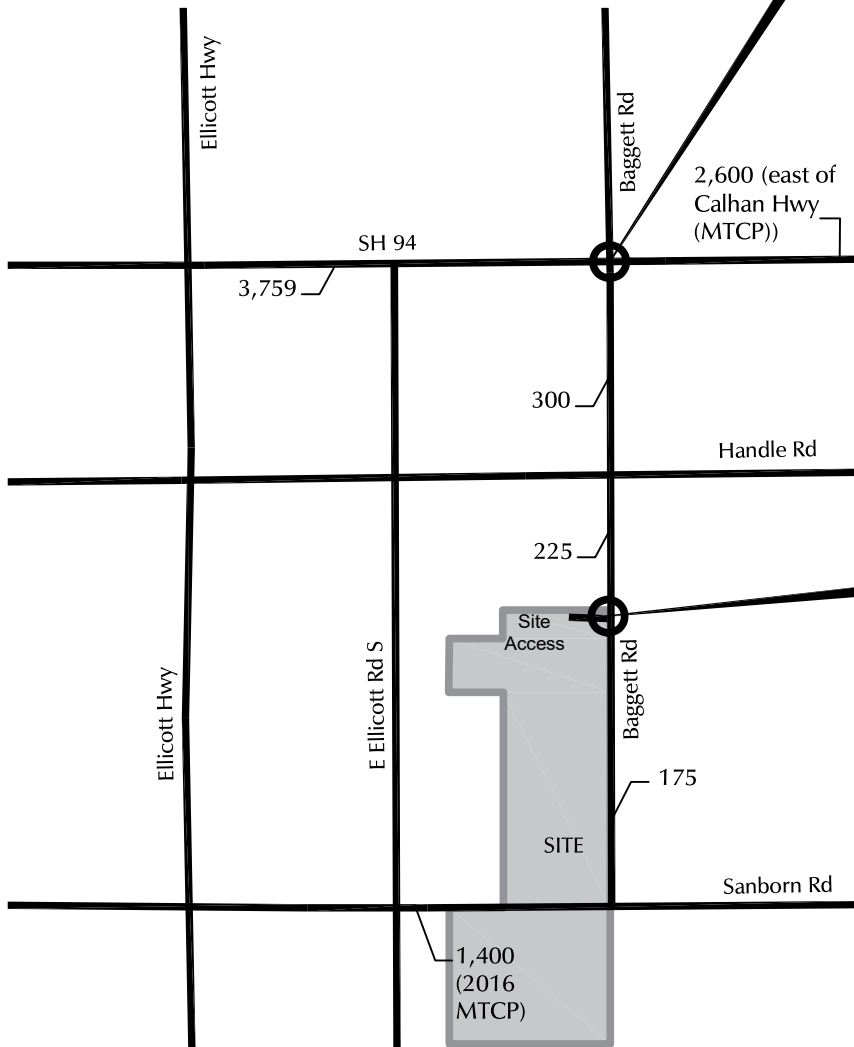 Ellicott Hwy
Baggett Rd
2,600 (east of
Calhan Hwy
(MTCP))
SH 94
3,759
300
Handle Rd
225
Site
Access
E Ellicott Rd S
Baggett Rd
Ellicott Hwy
175
SITE
Sanborn Rd
1,400
(2016
MTCP)